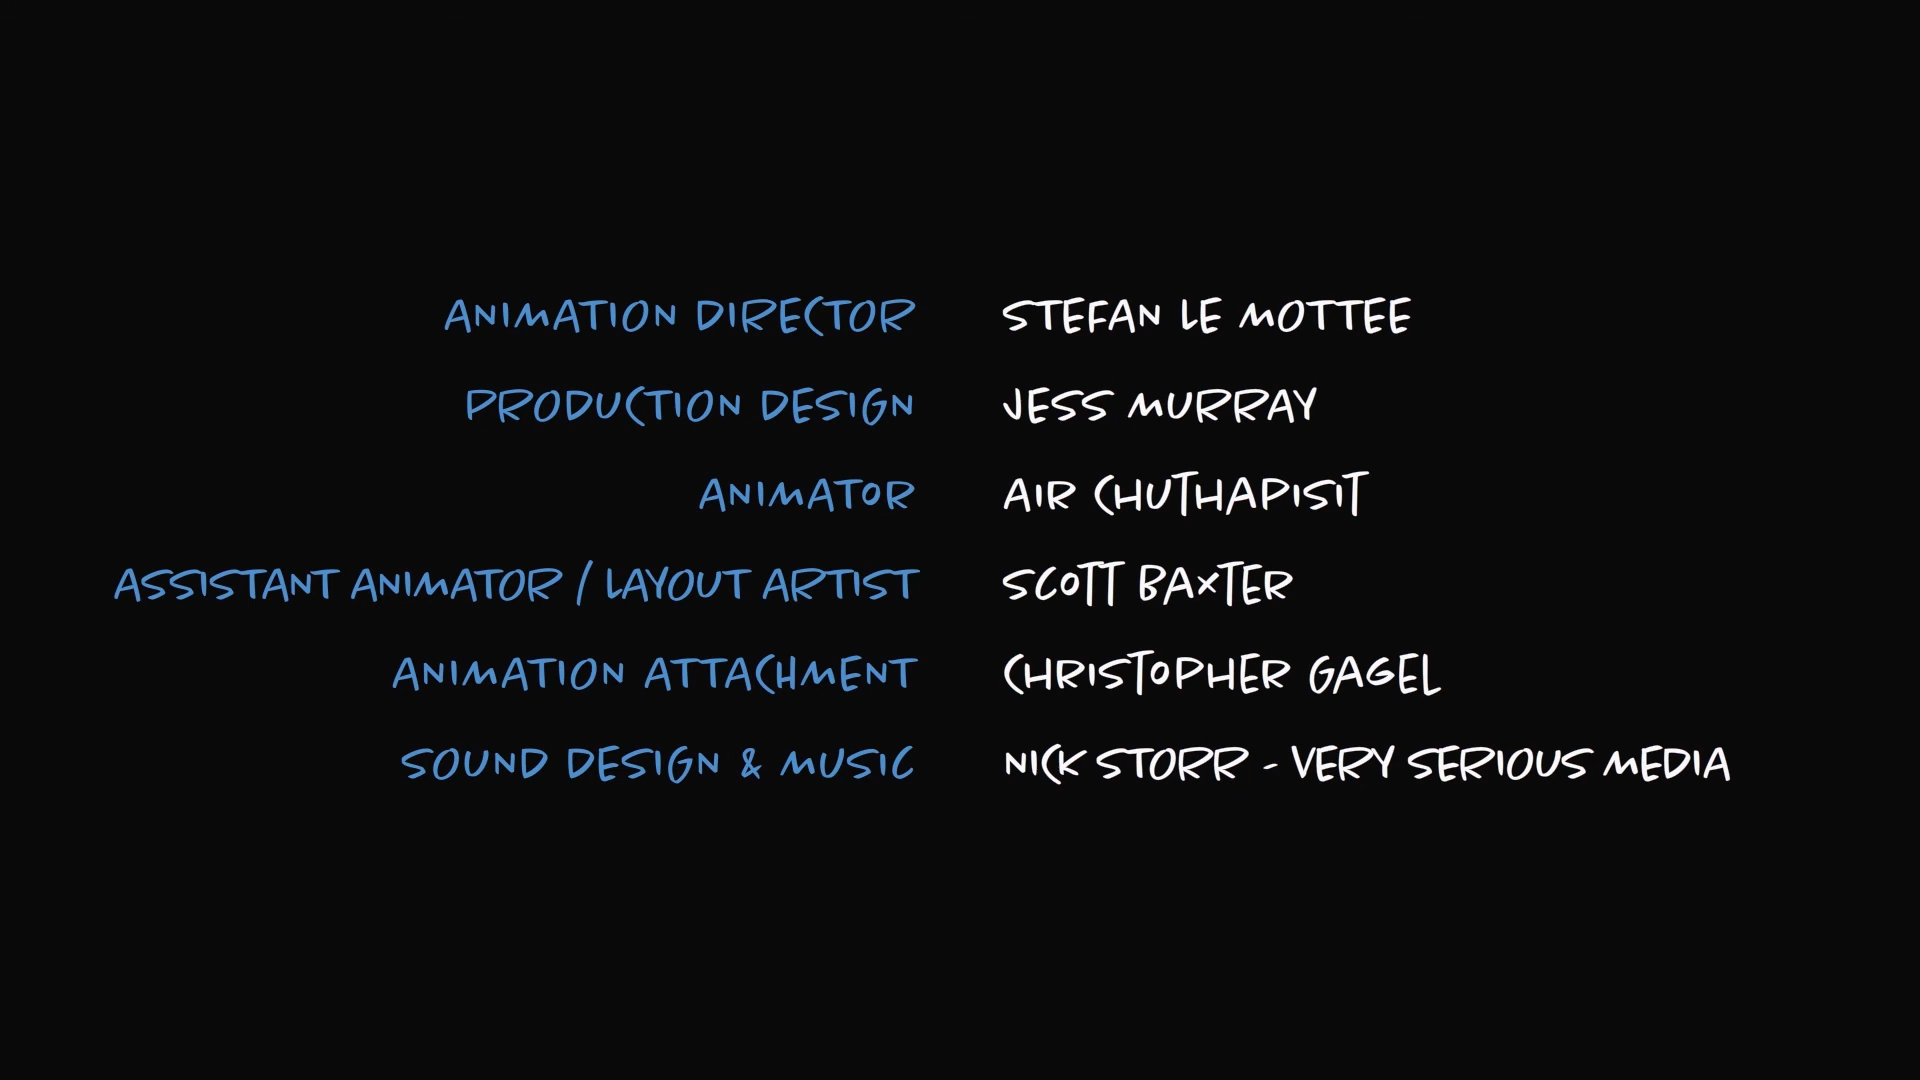 ANIMATION DIRECTOR STEFAN LE MOTTEE
PRODUCTION DESIGN JESS MURRAY
ANIMATOR AIR CHUTHAPISIT
ASSISTANT ANIMATOR / LAYOUT ARTIST SCOTT BAXTER
ANIMATION ATTACHMENT CHRISTOPHER GAGEL
SOUND DESIGN & MUSIC NICK STORR - VERY SERIOUS MEDIA